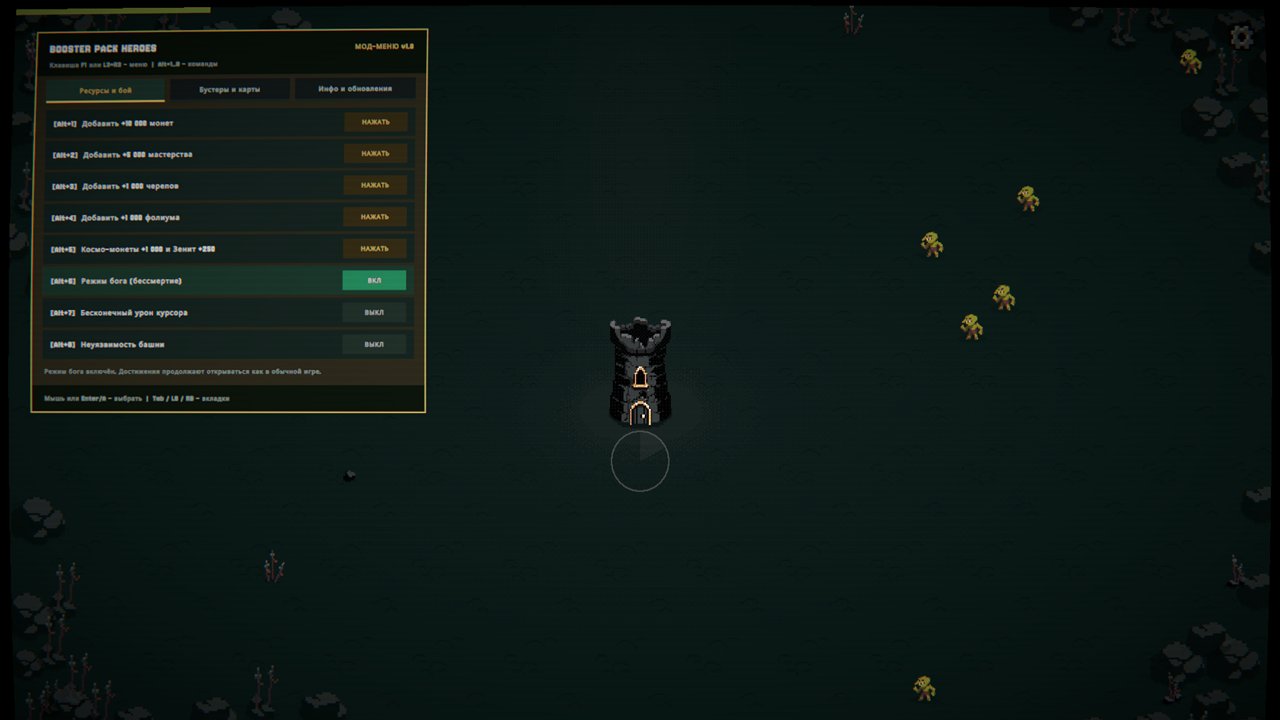 BOOSTER PACK HEROES
МОД-МЕНЮ v1.0
Клавиша F1 или L3+R3 - меню | Alt+1..8 - команды
Ресурсы и бой
Бустеры и карты
Инфо и обновления
[Alt+1] Добавить +10 000 монет
НАЖАТЬ
[Alt+2] Добавить +5 000 мастерства
НАЖАТЬ
[Alt+3] Добавить +1 000 черепов
НАЖАТЬ
[Alt+4] Добавить +1 000 фолиума
НАЖАТЬ
[Alt+5] Космо-монеты +1 000 и Зенит +250
НАЖАТЬ
[Alt+6] Режим бога (бессмертие)
ВКЛ
[Alt+7] Бесконечный урон курсора
ВЫКЛ
[Alt+8] Неуязвимость башни
ВЫКЛ
Режим бога включён. Достижения продолжают открываться как в обычной игре.
Мышь или Enter/A - выбрать | Tab / LB / RB - вкладки